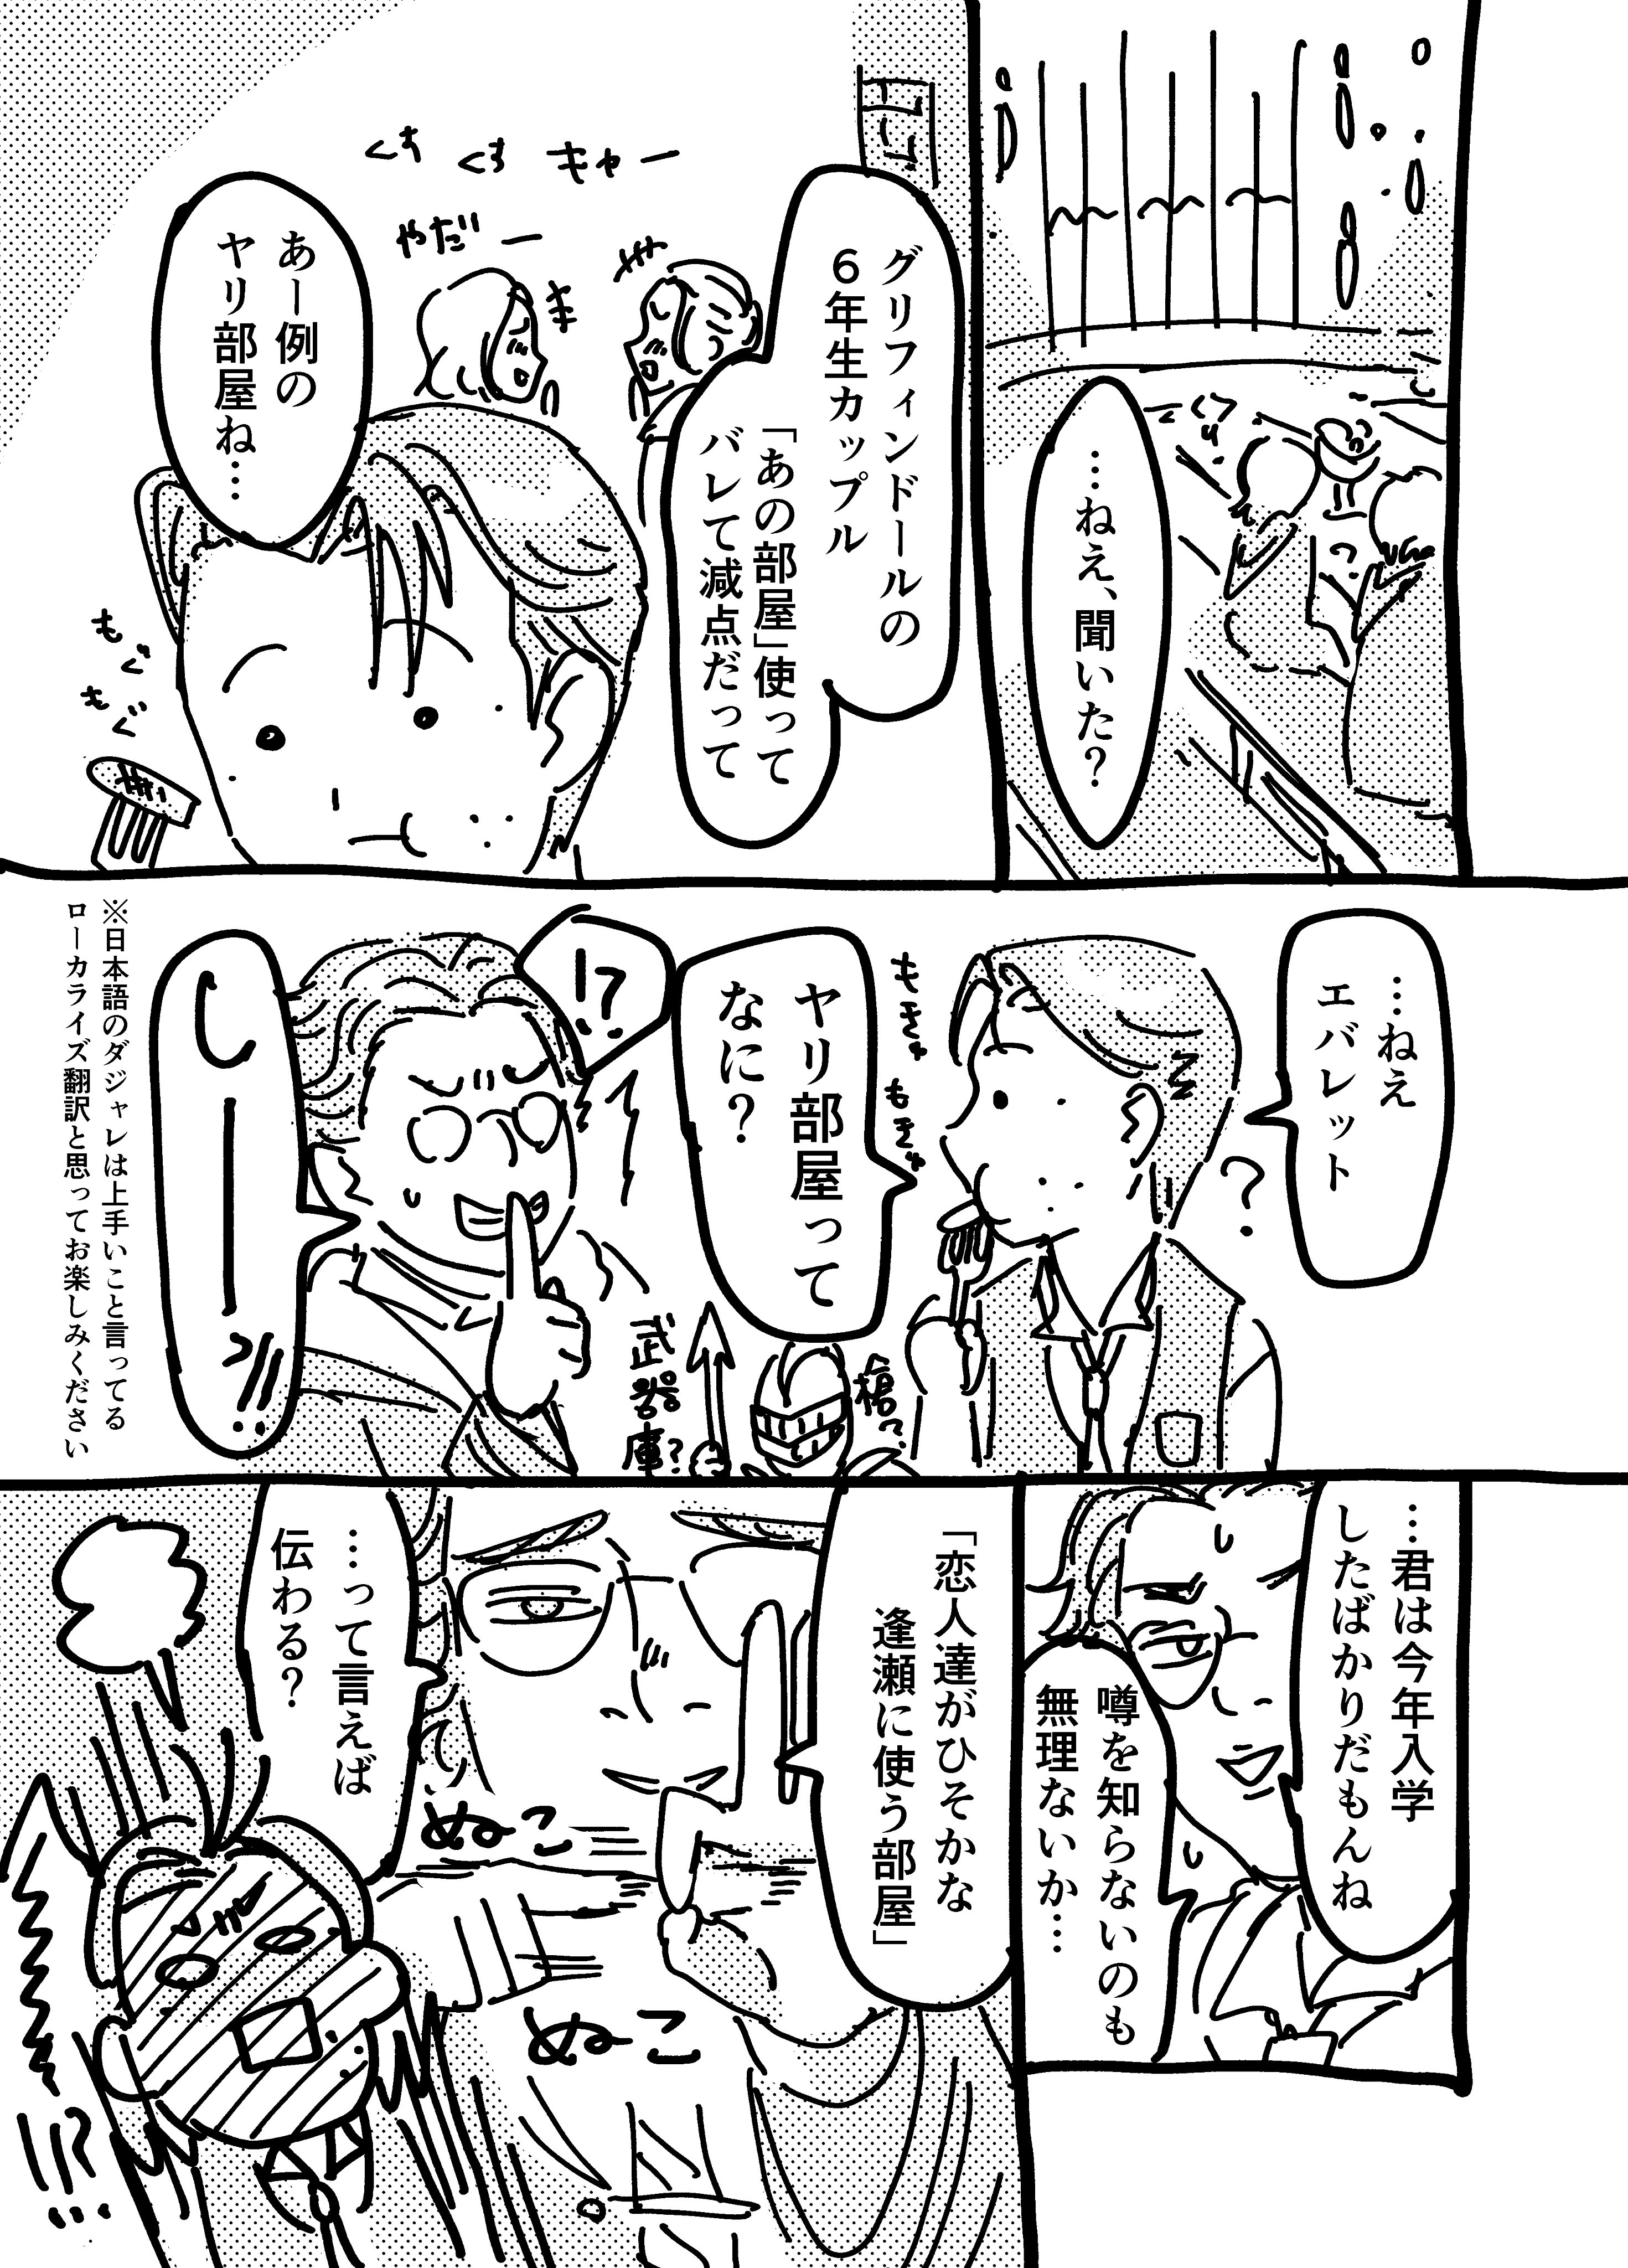 …ねえ、聞いた？
グリフィンドールの
６年生カップル
「あの部屋」使って
バレて減点だって
くす
くす
キャー
やだー
あー例の
ヤリ部屋ね…
もぐ
もぐ
…ねえ
エバレット
？
もきゅ
もきゅ
ヤリ部屋って
なに？
槍？
武器庫？
!?
しーーっ!!
※日本語のダジャレは上手いこと言ってる
ローカライズ翻訳と思ってお楽しみください
…君は今年入学
したばかりだもんね
噂を知らないのも
無理ないか…
「恋人達がひそかな
逢瀬に使う部屋」
…って言えば
伝わる？
ぬこ
ぬこ
!!?